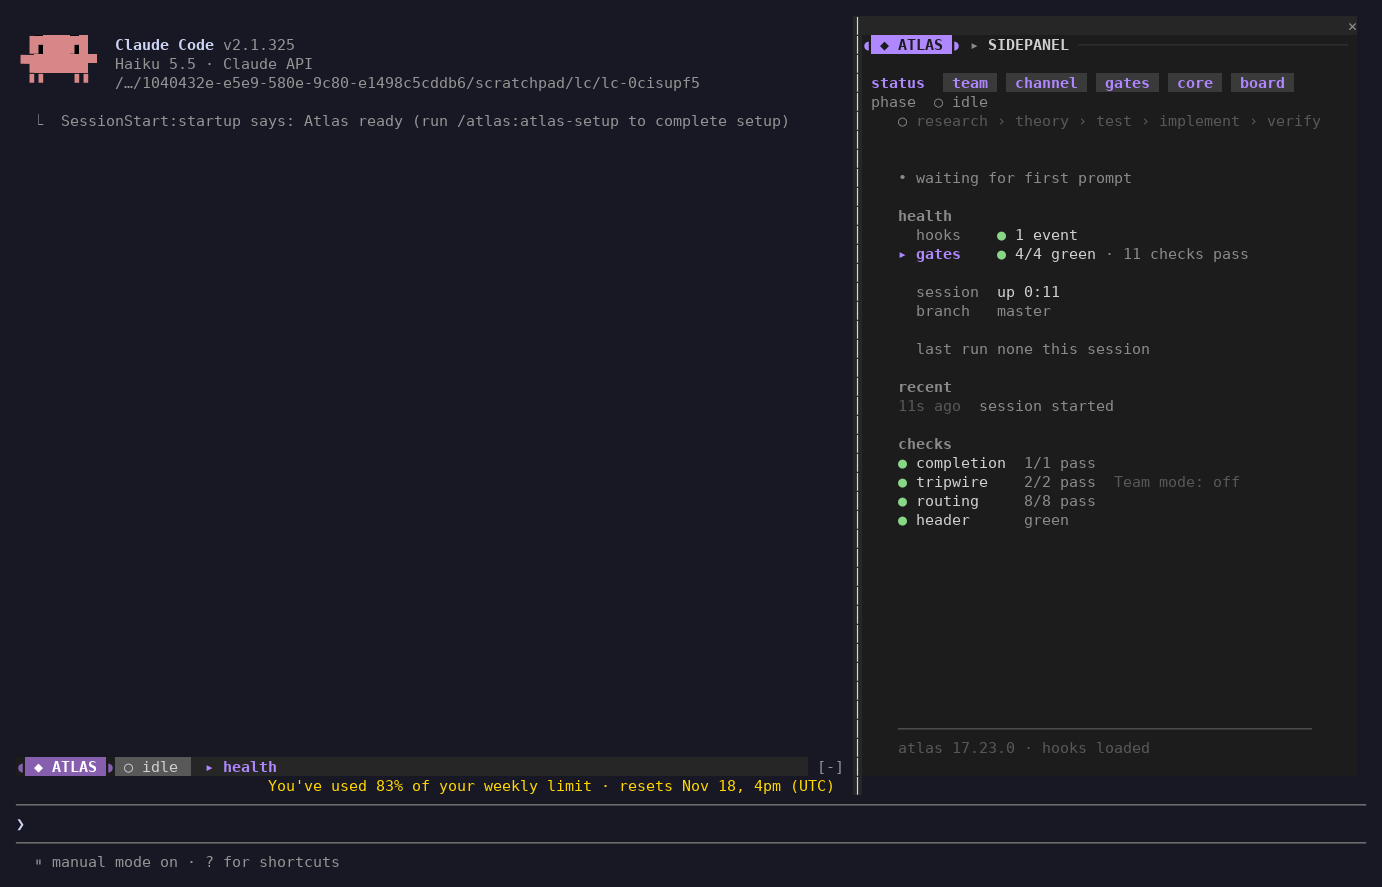 Claude Code v2.1.325
Haiku 5.5 · Claude API
/…/1040432e-e5e9-580e-9c80-e1498c5cddb6/scratchpad/lc/lc-0cisupf5
└ SessionStart:startup says: Atlas ready (run /atlas:atlas-setup to complete setup)
◆ ATLAS ○ idle ▸ health [-]
You've used 83% of your weekly limit · resets Nov 18, 4pm (UTC)
×
◆ ATLAS ▸ SIDEPANEL
status team channel gates core board
phase ○ idle
○ research › theory › test › implement › verify
• waiting for first prompt
health
hooks ● 1 event
▸ gates ● 4/4 green · 11 checks pass
session up 0:11
branch master
last run none this session
recent
11s ago session started
checks
● completion 1/1 pass
● tripwire 2/2 pass Team mode: off
● routing 8/8 pass
● header green
atlas 17.23.0 · hooks loaded
❯
⏸ manual mode on · ? for shortcuts